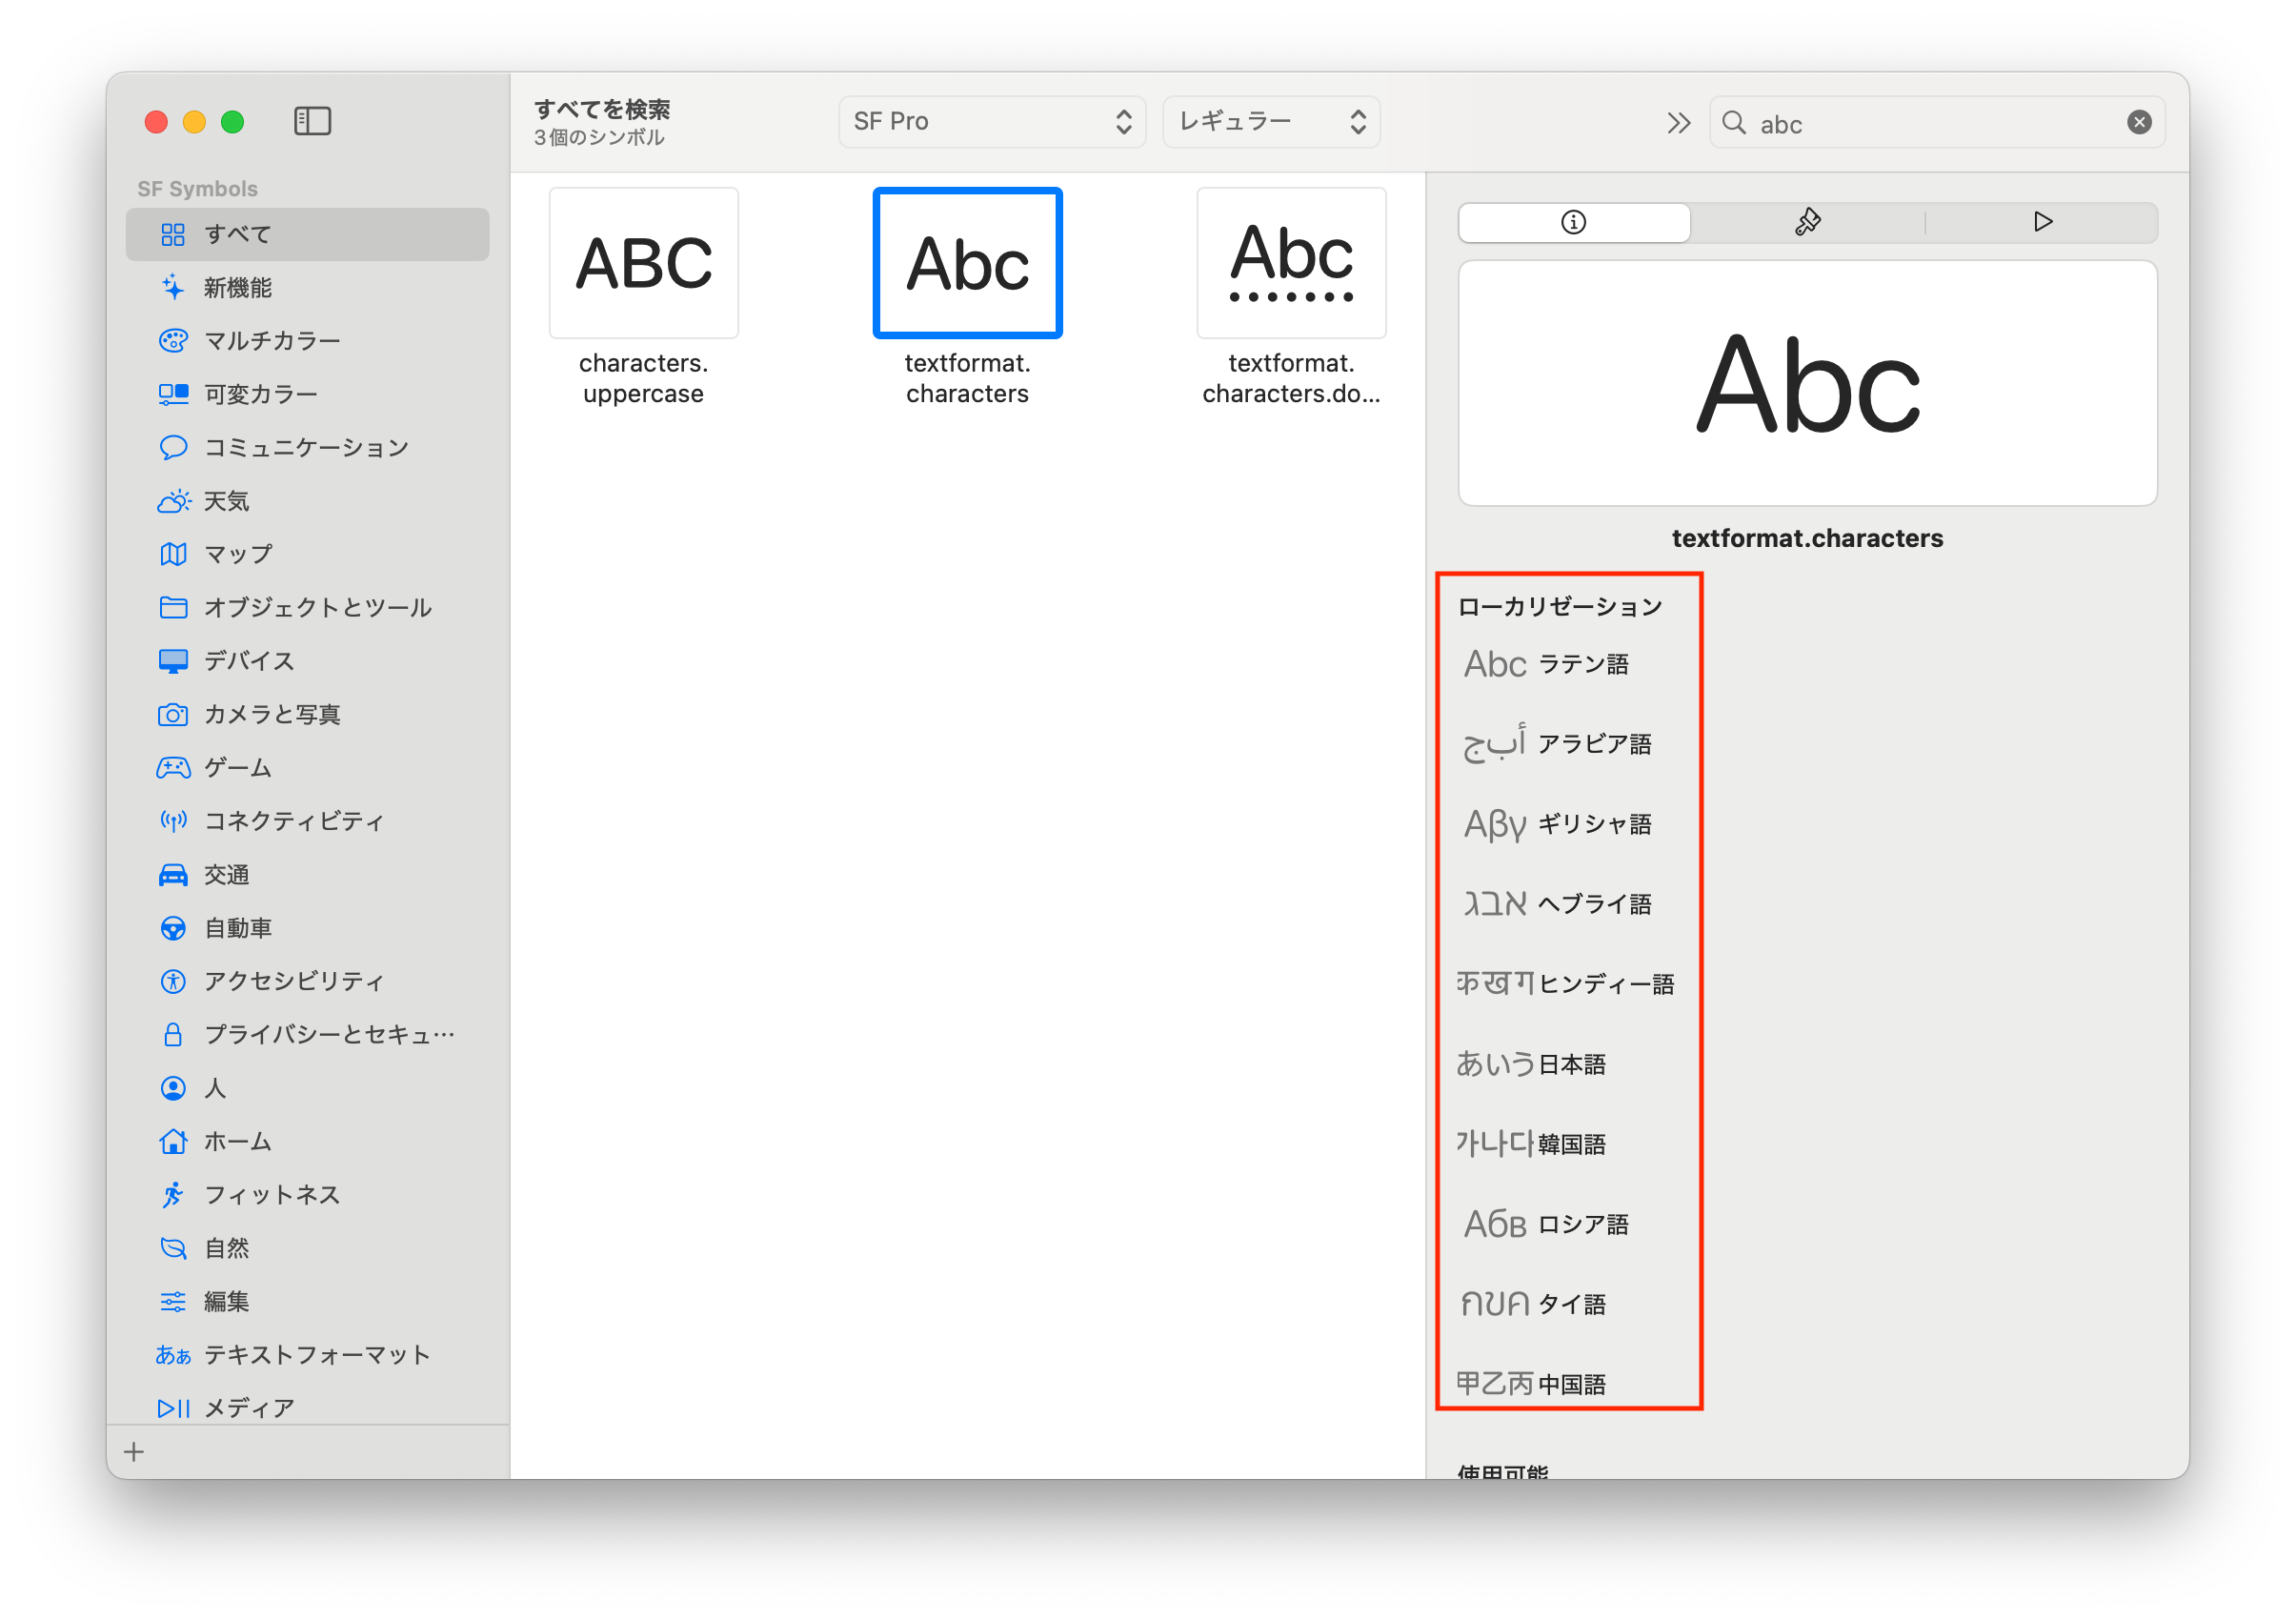 SF Symbols
すべて
新機能
マルチカラー
可変カラー
コミュニケーション
天気
マップ
オブジェクトとツール
デバイス
カメラと写真
ゲーム
コネクティビティ
交通
自動車
アクセシビリティ
プライバシーとセキュ…
人
ホーム
フィットネス
自然
編集
あぁ テキストフォーマット
メディア
すべてを検索
3個のシンボル
SF Pro
レギュラー
abc
ABC
characters.
uppercase
Abc
textformat.
characters
Abc
textformat.
characters.do...
Abc
textformat.characters
ローカリゼーション
Abc ラテン語
أبج アラビア語
Αβγ ギリシャ語
אבג ヘブライ語
कखग ヒンディー語
あいう 日本語
가나다 韓国語
Абв ロシア語
กขค タイ語
甲乙丙 中国語
使用可能